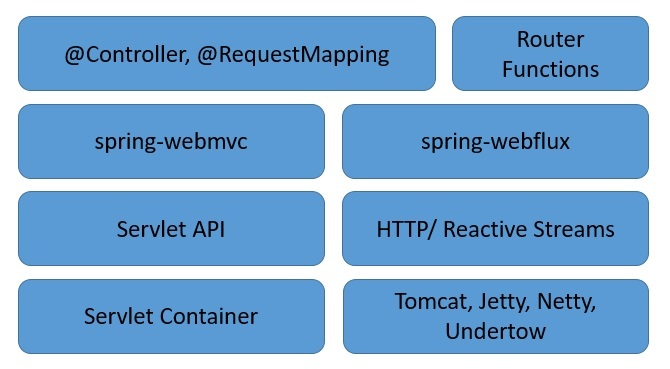 @Controller, @RequestMapping
Router
Functions
spring-webmvc
spring-webflux
Servlet API
HTTP/ Reactive Streams
Servlet Container
Tomcat, Jetty, Netty,
Undertow